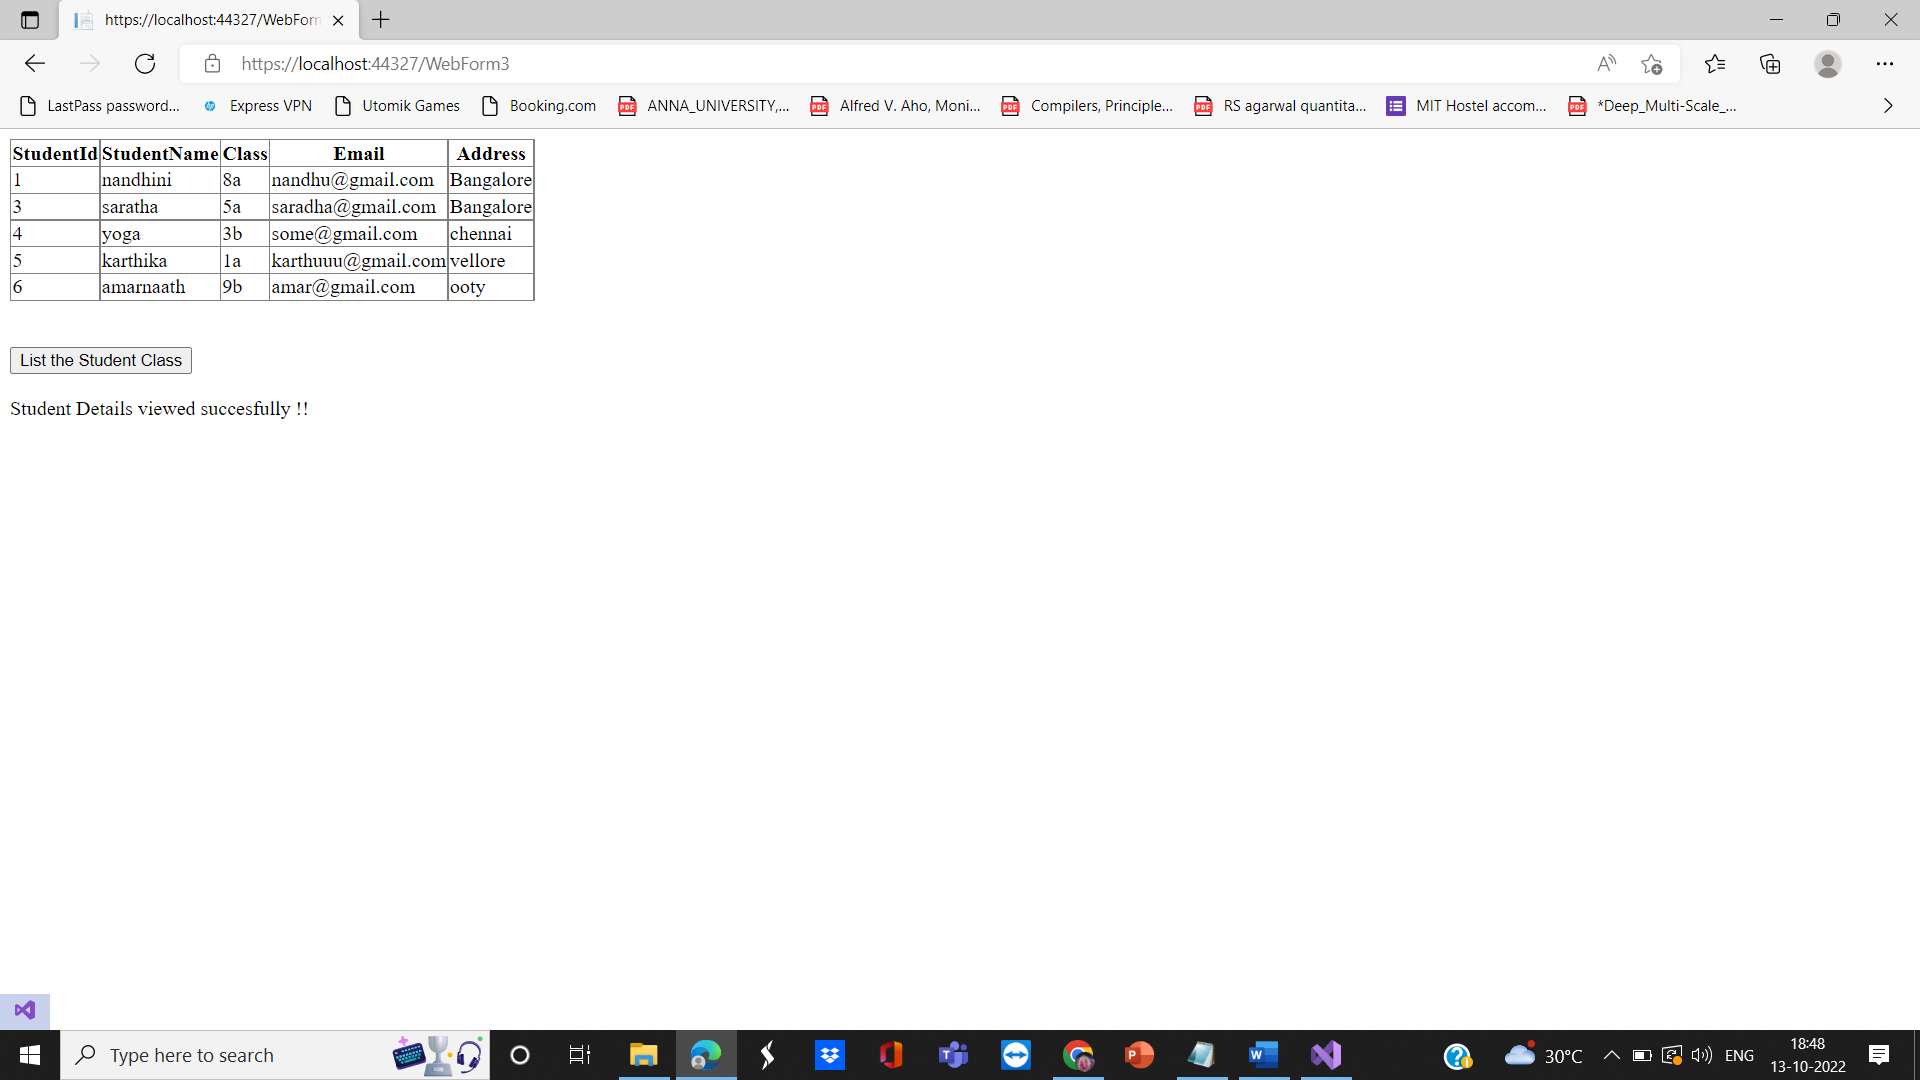 https://localhost:44327/WebForm
https://localhost:44327/WebForm3
LastPass password... Express VPN Utomik Games Booking.com ANNA_UNIVERSITY,... Alfred V. Aho, Moni... Compilers, Principle... RS agarwal quantita... MIT Hostel accom... *Deep_Multi-Scale_...
StudentId StudentName Class Email Address
1 nandhini 8a nandhu@gmail.com Bangalore
3 saratha 5a saradha@gmail.com Bangalore
4 yoga 3b some@gmail.com chennai
5 karthika 1a karthuuu@gmail.com vellore
6 amarnaath 9b amar@gmail.com ooty
List the Student Class
Student Details viewed succesfully !!
Type here to search
30°C ENG
18:48
13-10-2022